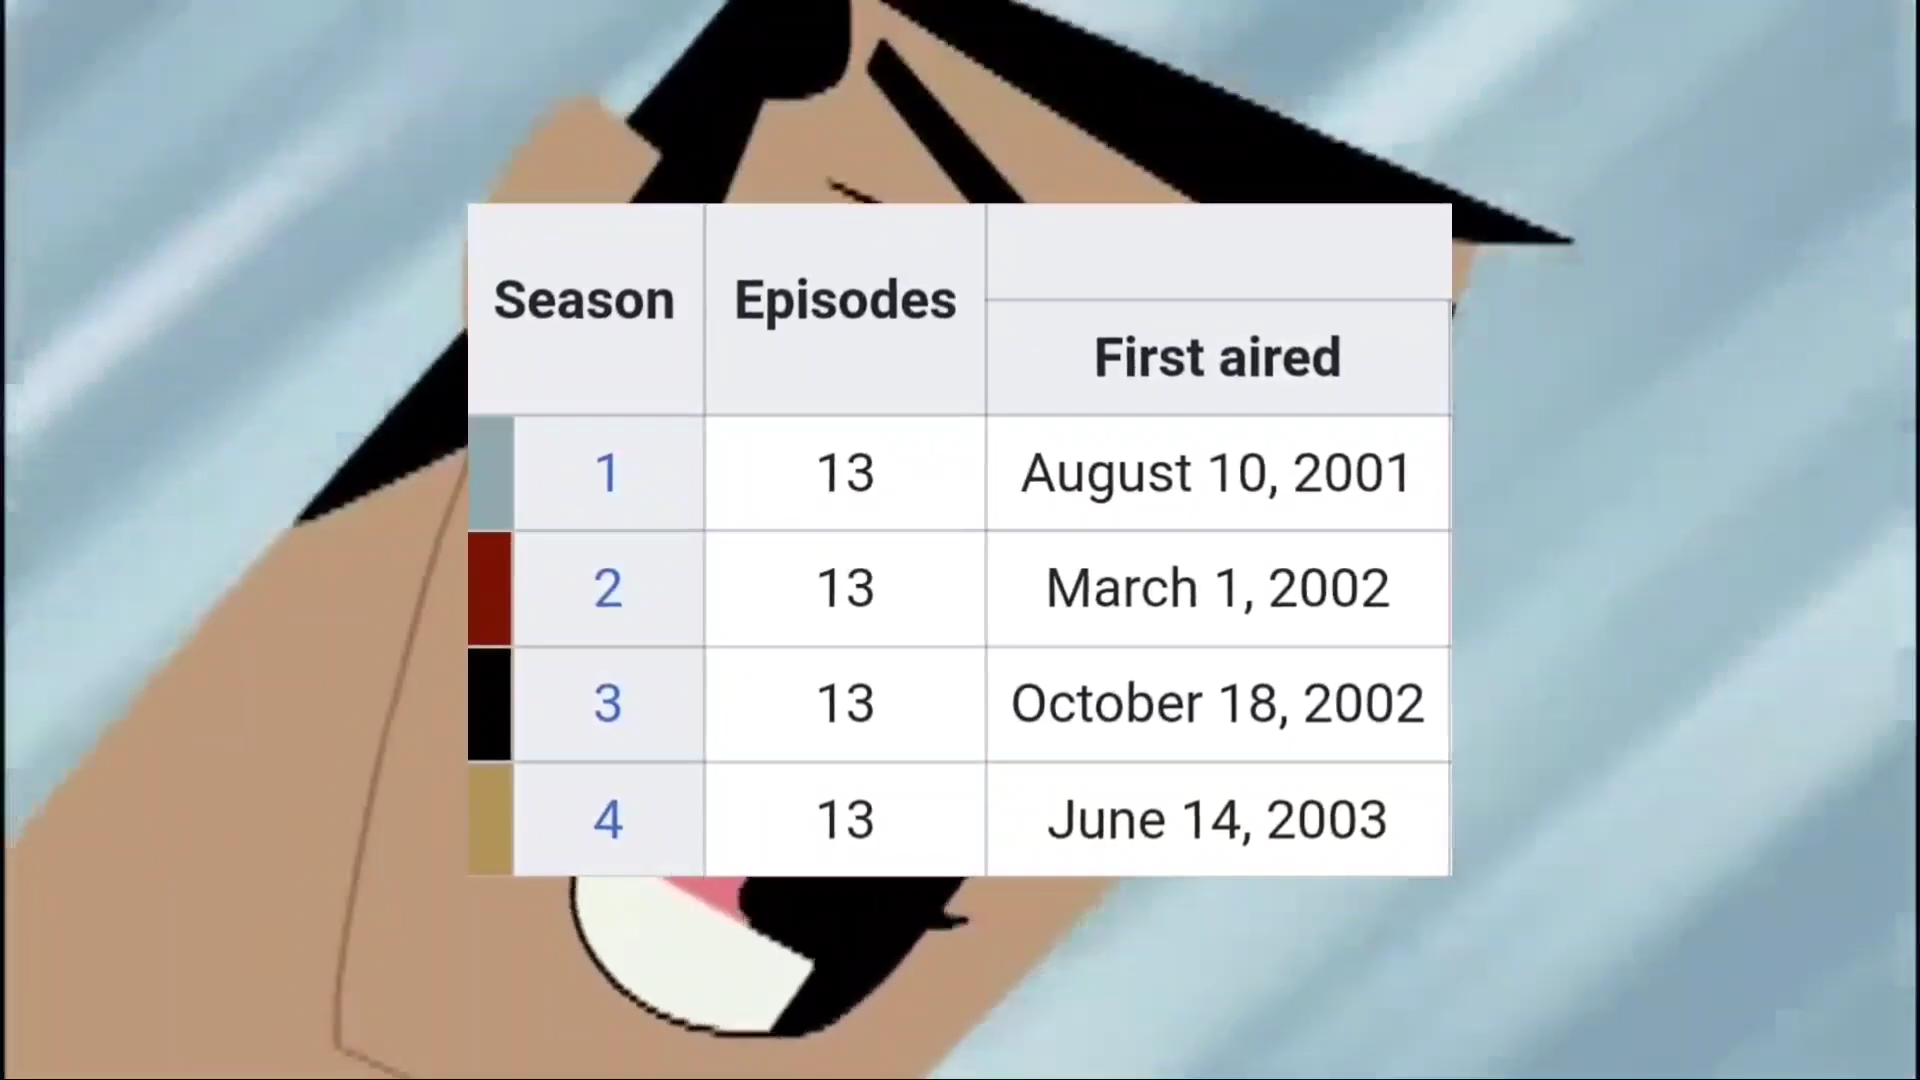 Season Episodes
First aired
1 13 August 10, 2001
2 13 March 1, 2002
3 13 October 18, 2002
4 13 June 14, 2003